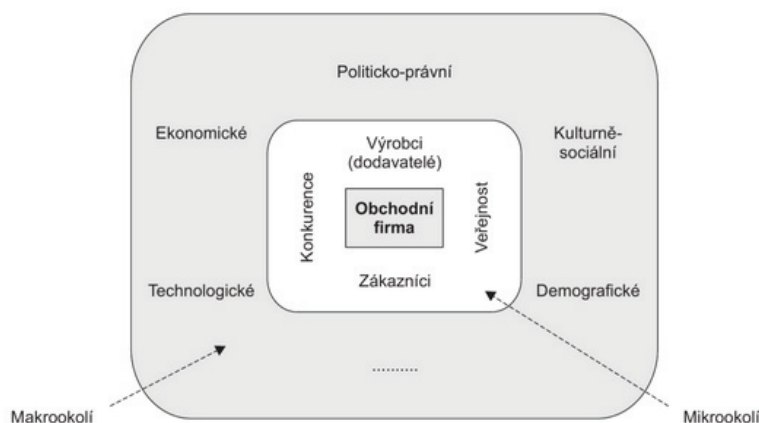 Politicko-právní
Ekonomické
Kulturně-
sociální
Výrobci
(dodavatelé)
Konkurence
Obchodní
firma
Veřejnost
Zákazníci
Technologické
Demografické
..........
Makrookolí
Mikrookolí